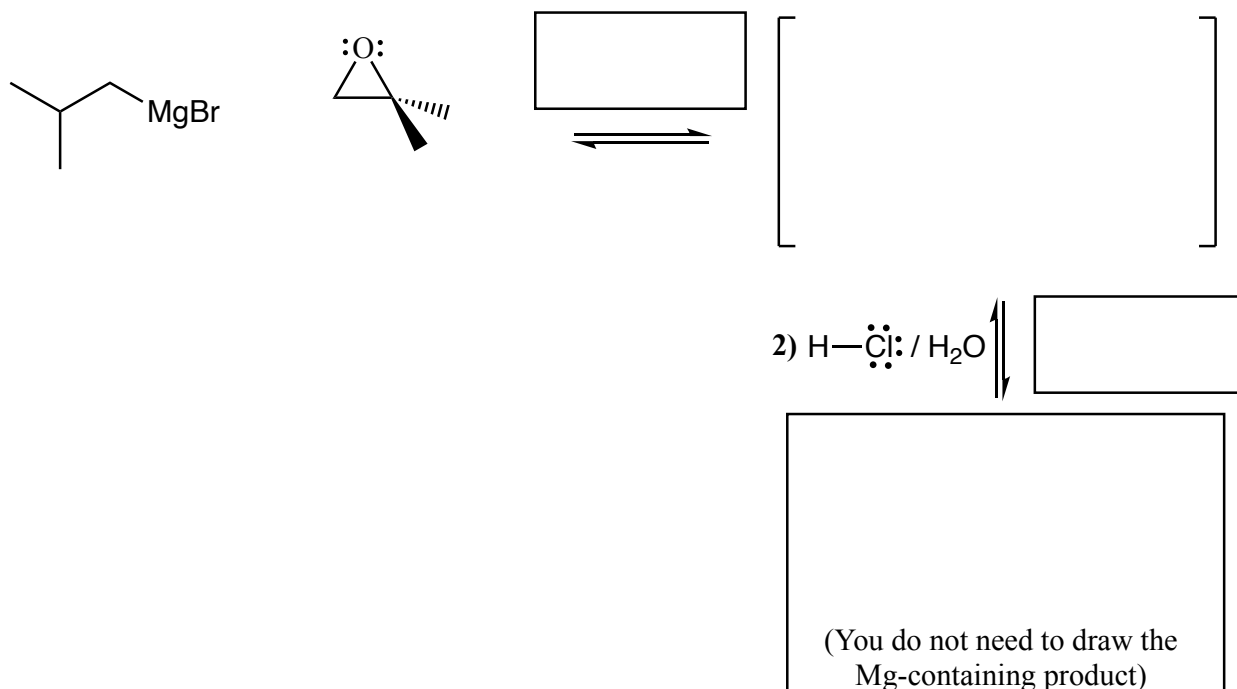 :O:
MgBr
2) H—Cl: / H₂O
(You do not need to draw the
Mg-containing product)